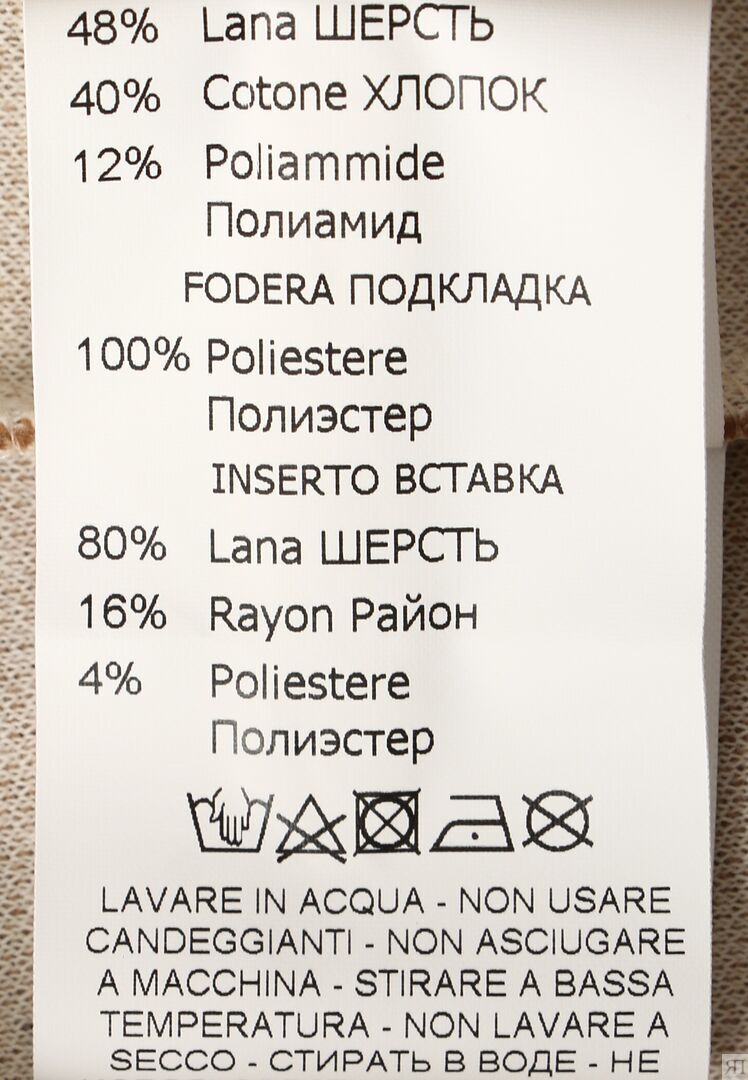 48% Lana ШЕРСТЬ
40% Cotone ХЛОПОК
12% Poliammide
Полиамид
FODERA ПОДКЛАДКА
100% Poliestere
Полиэстер
INSERTO ВСТАВКА
80% Lana ШЕРСТЬ
16% Rayon Район
4% Poliestere
Полиэстер
LAVARE IN ACQUA - NON USARE
CANDEGGIANTI - NON ASCIUGARE
A MACCHINA - STIRARE A BASSA
TEMPERATURA - NON LAVARE A
SECCO - СТИРАТЬ В ВОДЕ - НЕ